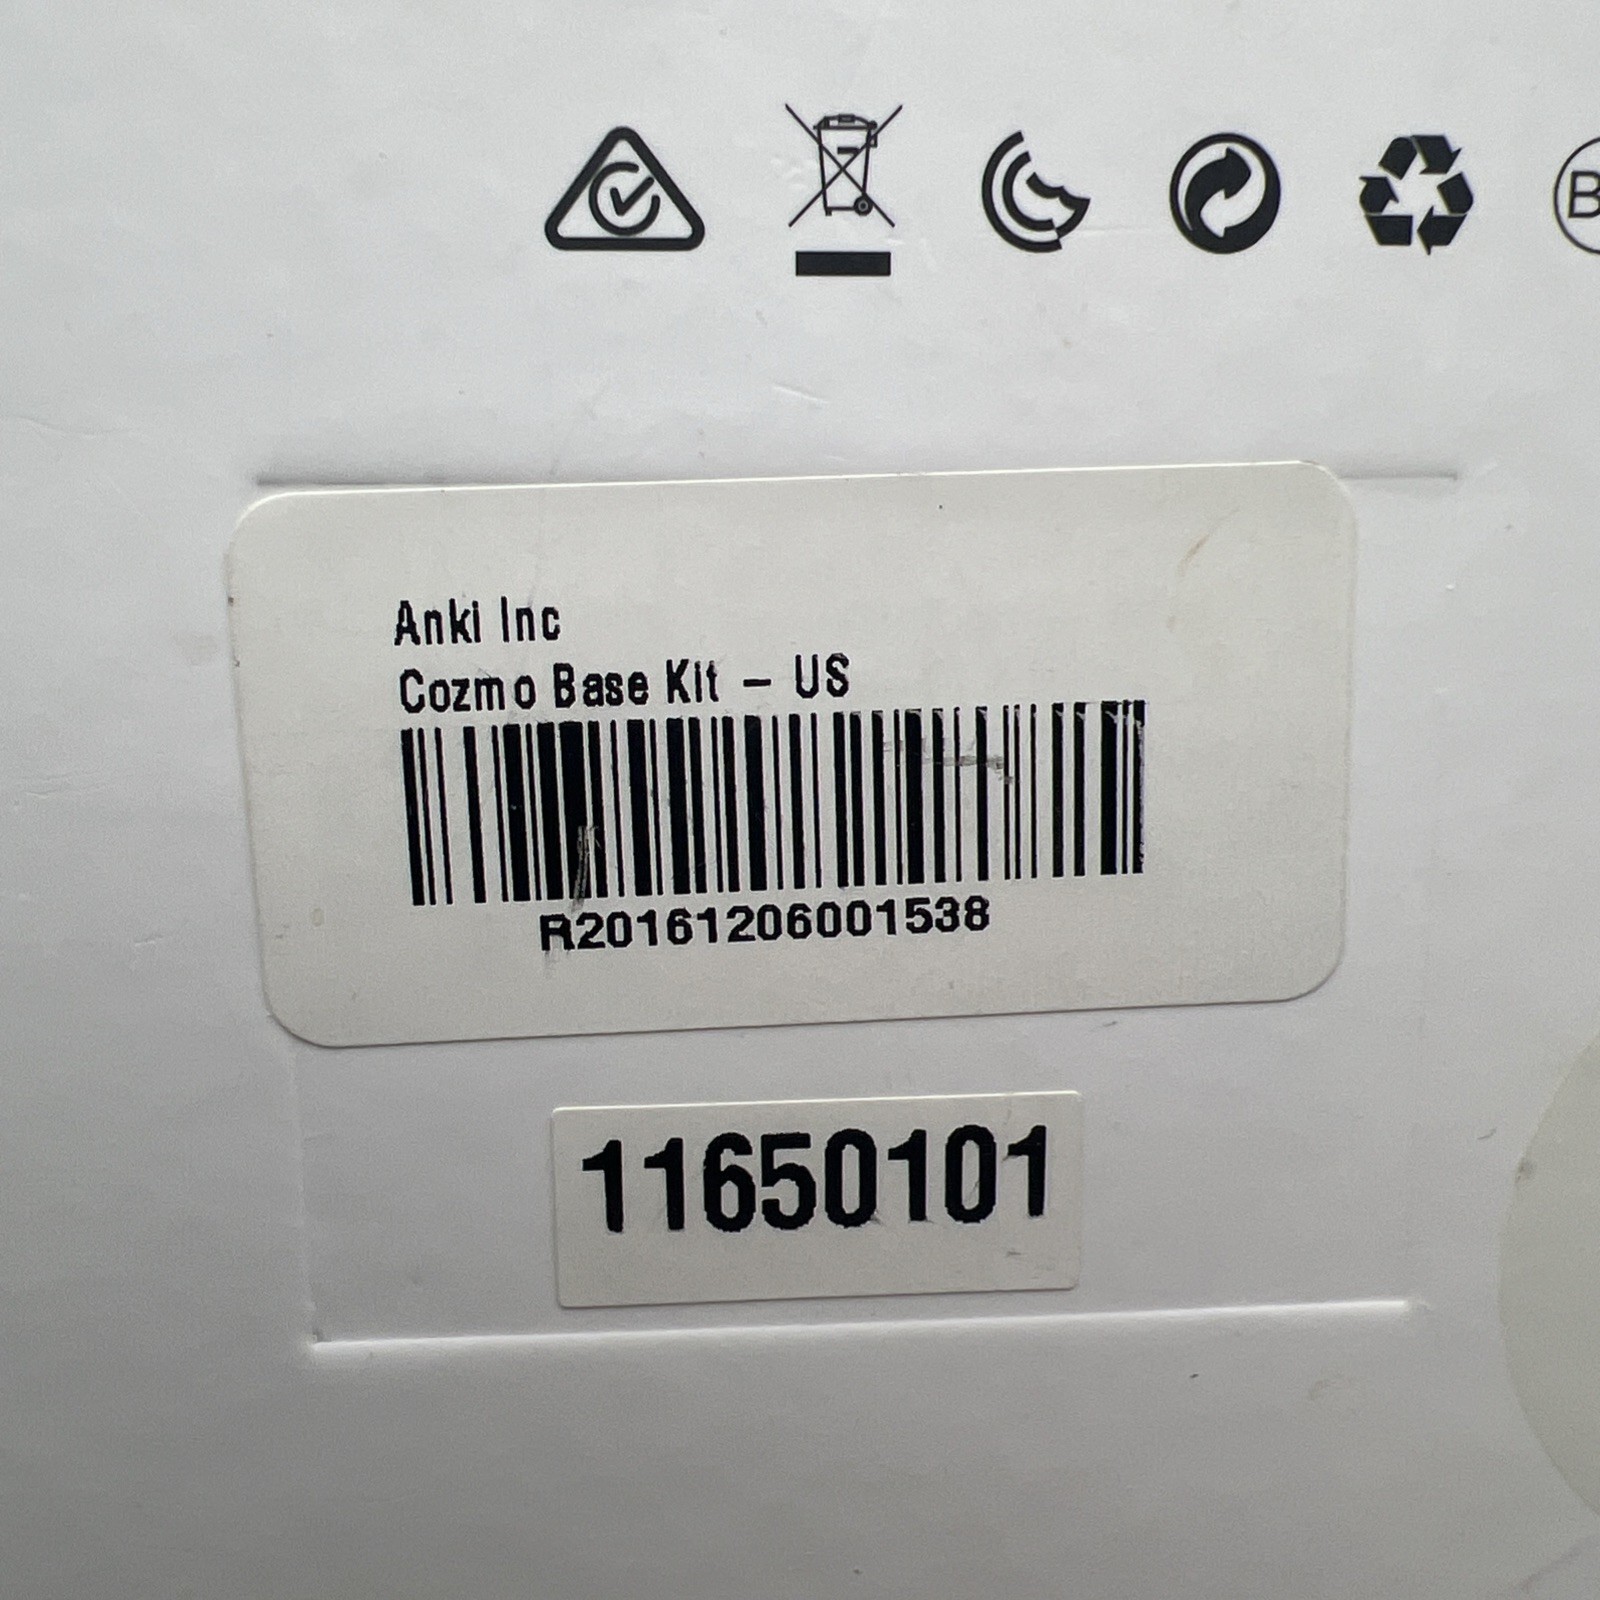 B
Anki Inc
Cozmo Base Kit – US
R20161206001538
11650101